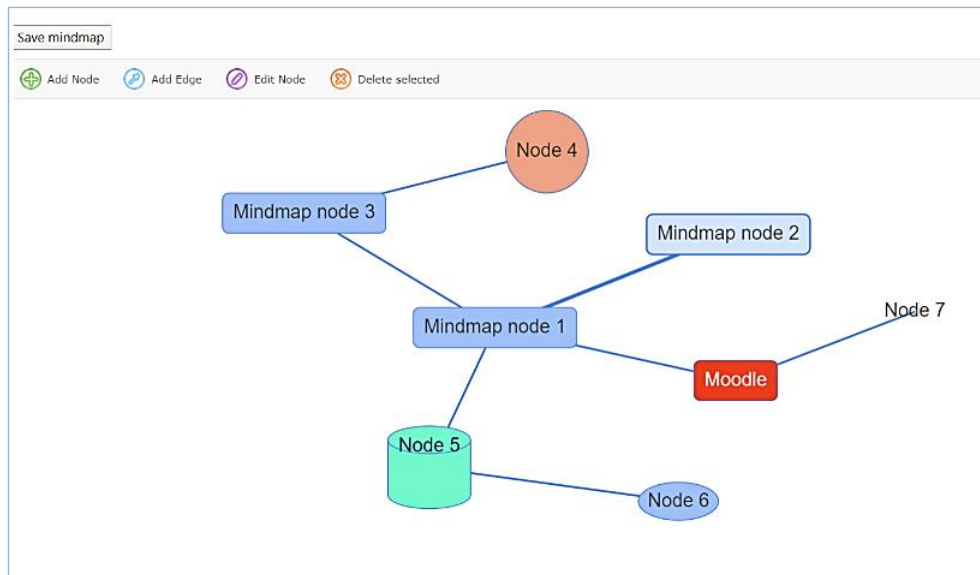 Save mindmap
Add Node
Add Edge
Edit Node
Delete selected
Node 4
Mindmap node 3
Mindmap node 2
Node 7
Mindmap node 1
Moodle
Node 5
Node 6